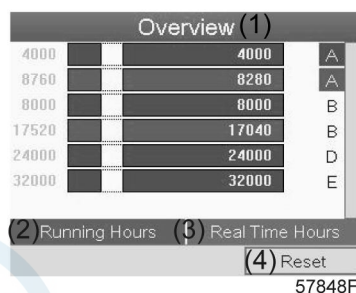 Overview (1)
4000 4000 A
8760 8280 A
8000 8000 B
17520 17040 B
24000 24000 D
32000 32000 E
(2) Running Hours (3) Real Time Hours
(4) Reset
57848F